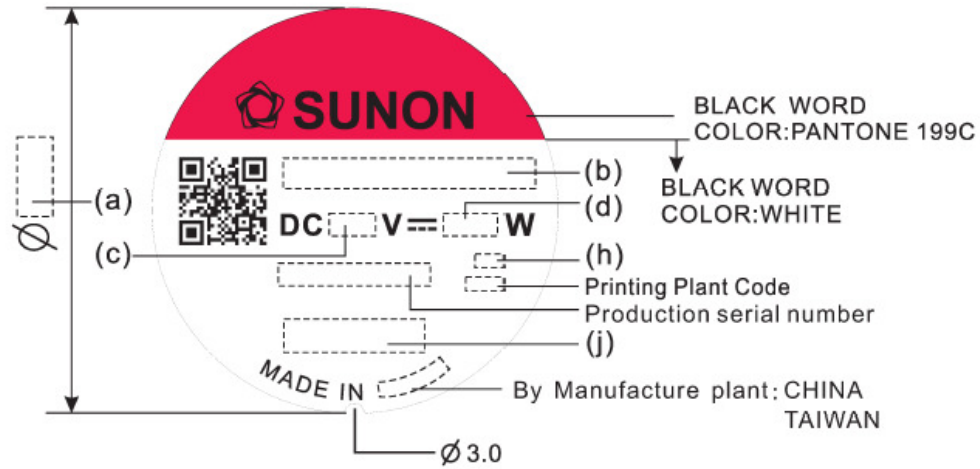 SUNON
BLACK WORD
COLOR:PANTONE 199C
(b)
BLACK WORD
COLOR:WHITE
(a)
Ø
DC V W
(d)
(c)
(h)
Printing Plant Code
Production serial number
(j)
MADE IN
By Manufacture plant: CHINA
TAIWAN
Ø 3.0